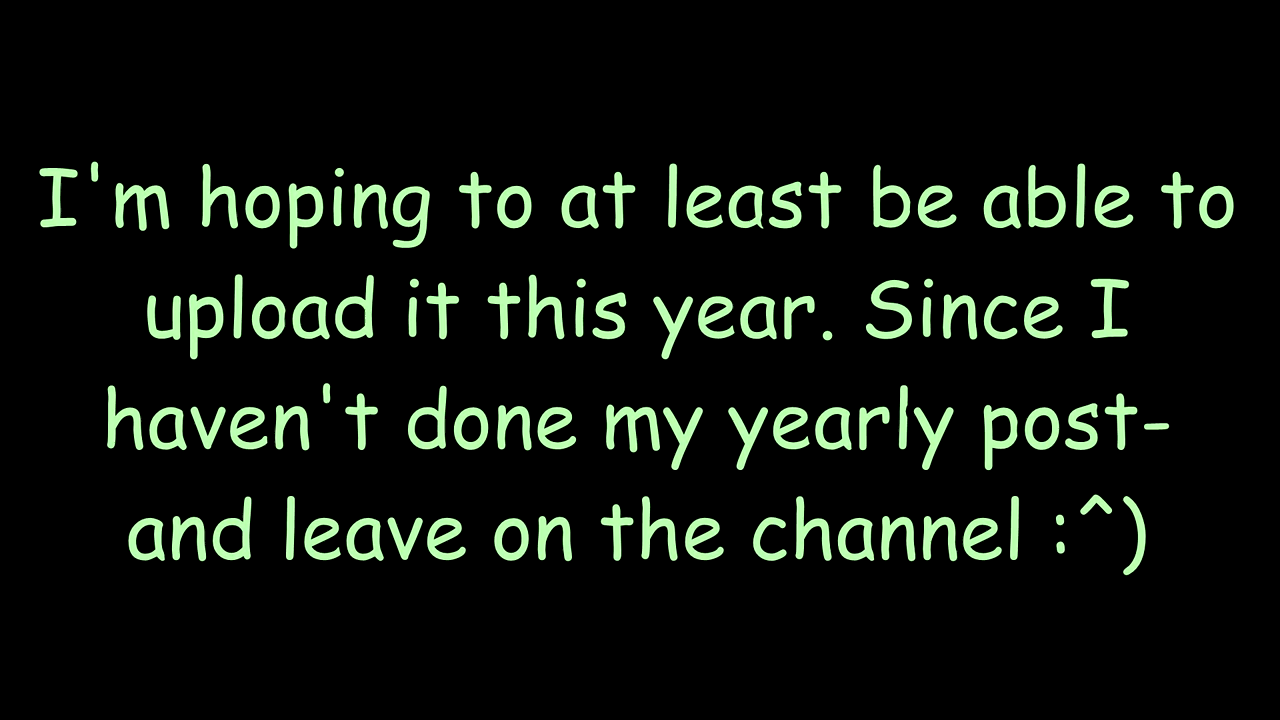 I'm hoping to at least be able to
upload it this year. Since I
haven't done my yearly post-
and leave on the channel :^)